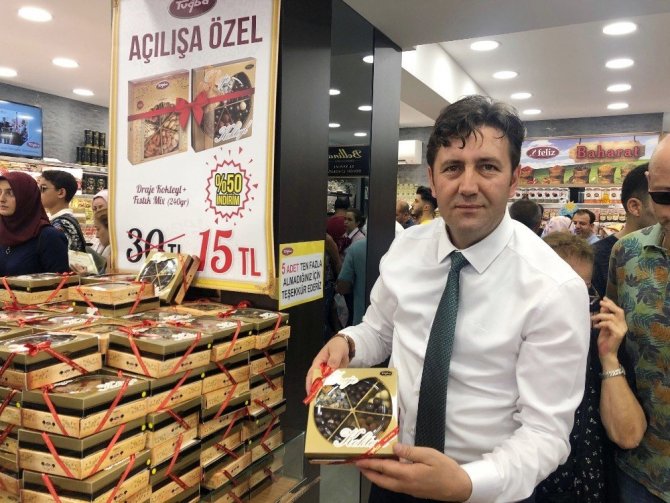 Tuğba
AÇILIŞA ÖZEL
Draje Kokteyl +
Fıstık Mix (240gr)
%50
İNDİRİM
30 TL 15 TL
5 ADET TEN FAZLA
ALMADIĞINIZ İÇİN
TEŞEKKÜR EDERİZ
feliz
Baharat